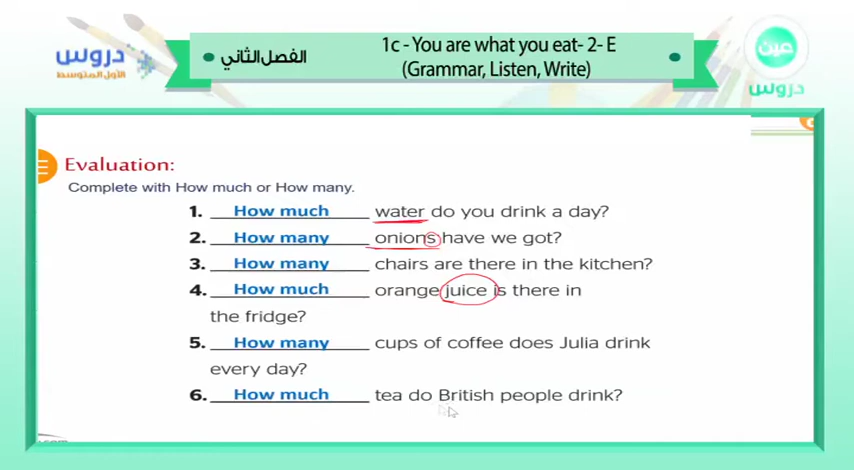 دروس
الأول المتوسط
الفصل الثاني
1c - You are what you eat- 2- E
(Grammar, Listen, Write)
عين
دروس
Evaluation:
Complete with How much or How many.
1. How much water do you drink a day?
2. How many onions have we got?
3. How many chairs are there in the kitchen?
4. How much orange juice is there in
the fridge?
5. How many cups of coffee does Julia drink
every day?
6. How much tea do British people drink?